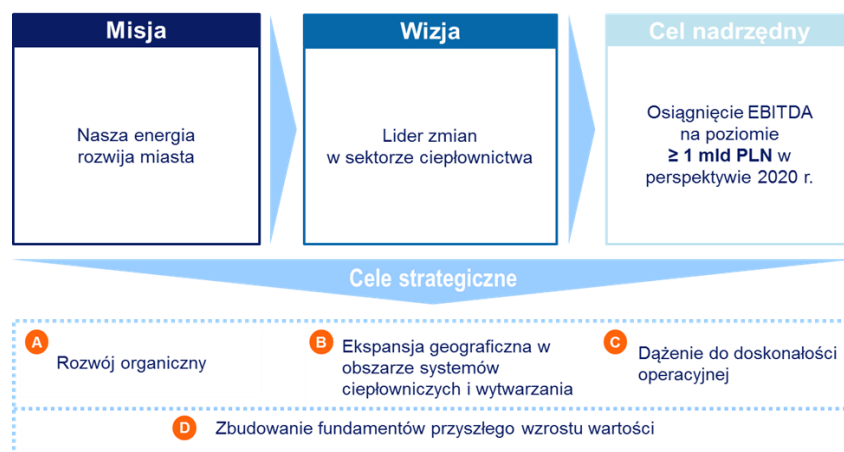 Misja
Nasza energia
rozwija miasta
Wizja
Lider zmian
w sektorze ciepłownictwa
Cel nadrzędny
Osiągnięcie EBITDA
na poziomie
≥ 1 mld PLN w
perspektywie 2020 r.
Cele strategiczne
A
Rozwój organiczny
B
Ekspansja geograficzna w
obszarze systemów
ciepłowniczych i wytwarzania
C
Dążenie do doskonałości
operacyjnej
D
Zbudowanie fundamentów przyszłego wzrostu wartości